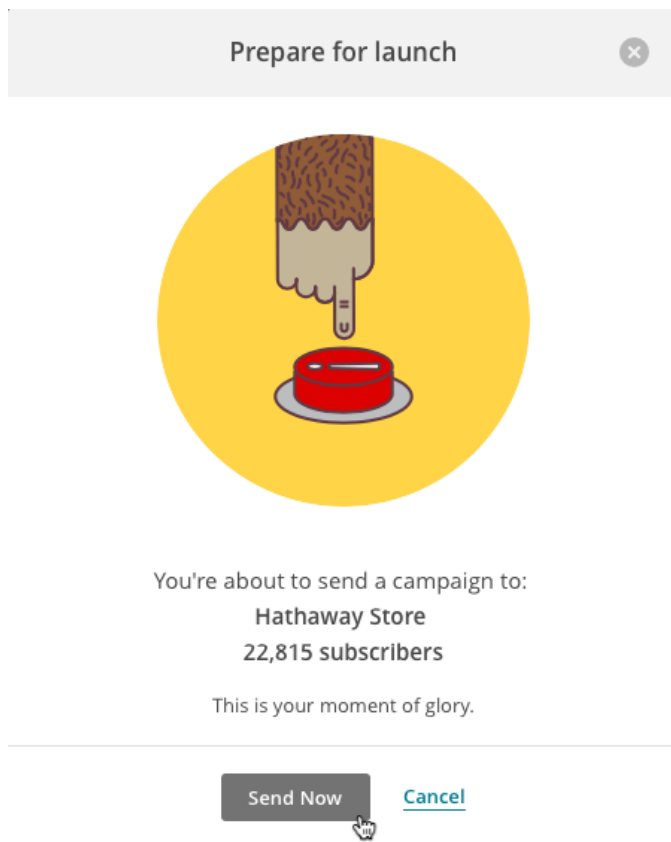 Prepare for launch
You're about to send a campaign to:
Hathaway Store
22,815 subscribers
This is your moment of glory.
Send Now
Cancel